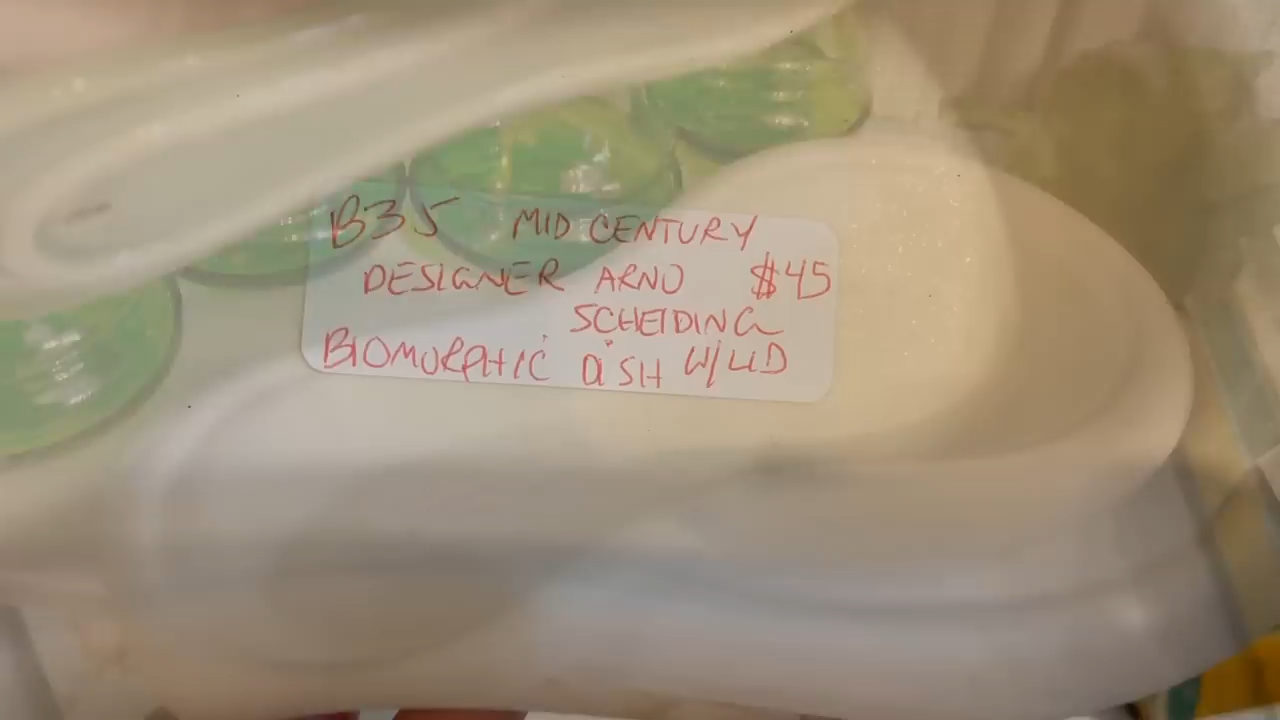 B35 MID CENTURY
DESIGNER ARNO $45
SCHEIDING
BIOMORPHIC DISH W/LID